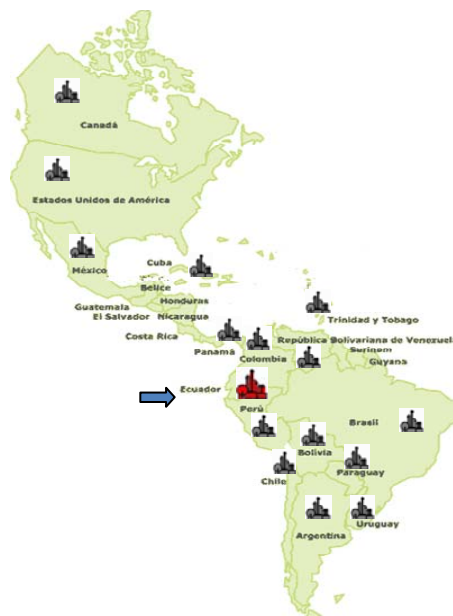 Canadá
Estados Unidos de América
México
Cuba
Belice
Honduras
Guatemala
El Salvador
Nicaragua
Costa Rica
Panamá
Trinidad y Tobago
República Bolivariana de Venezuela
Surinam
Guyana
Colombia
Ecuador
Perú
Brasil
Bolivia
Paraguay
Chile
Uruguay
Argentina